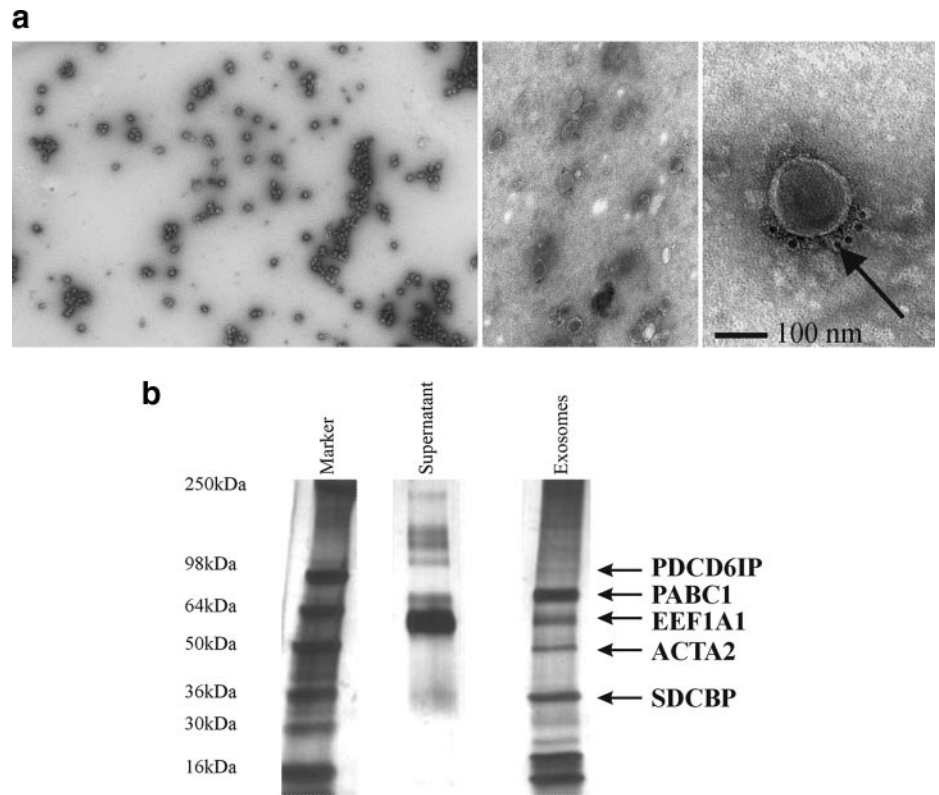 a
100 nm
b
Marker
Supernatant
Exosomes
250kDa
98kDa
64kDa
50kDa
36kDa
30kDa
16kDa
PDCD6IP
PABC1
EEF1A1
ACTA2
SDCBP